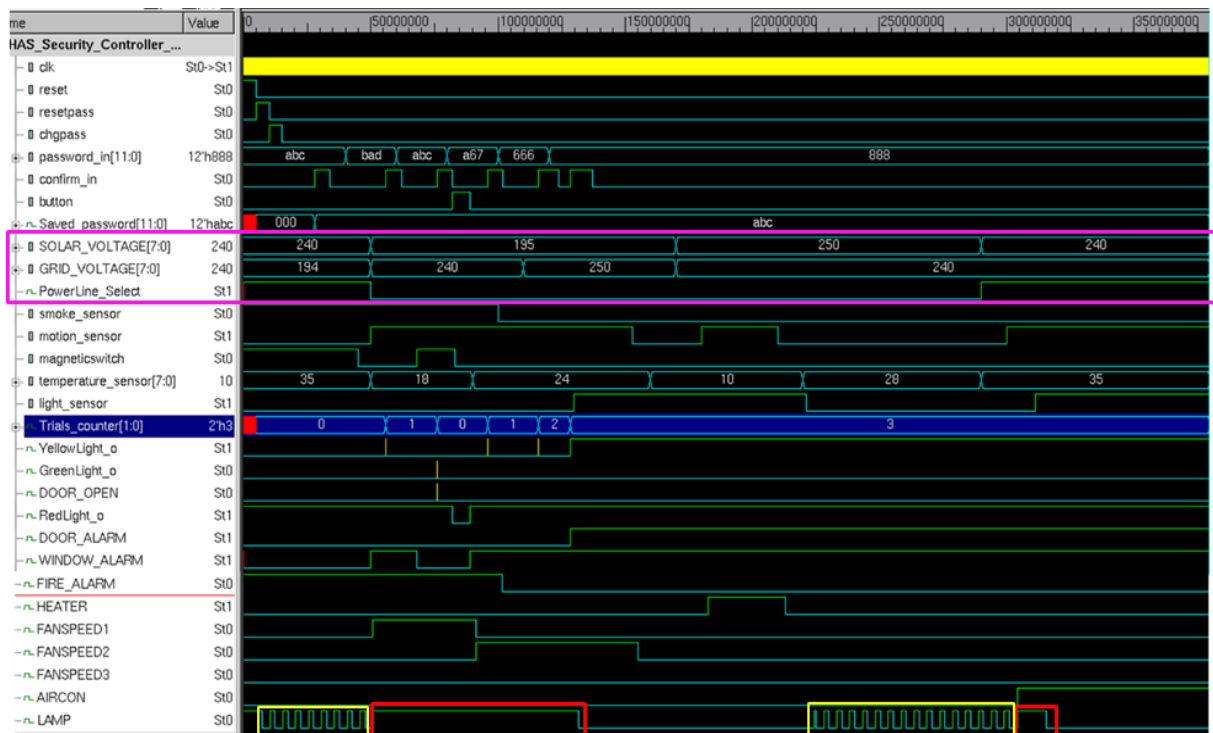 me Value 0 50000000 100000000 150000000 200000000 250000000 300000000 350000000
HAS_Security_Controller_...
clk St0->St1
reset St0
resetpass St0
chgpass St0
password_in[11:0] 12'h888 abc bad abc a67 666 888
confirm_in St0
button St0
Saved_password[11:0] 12'habc 000 abc
SOLAR_VOLTAGE[7:0] 240 240 195 250 240
GRID_VOLTAGE[7:0] 240 194 240 250 240
PowerLine_Select St1
smoke_sensor St0
motion_sensor St1
magneticswitch St0
temperature_sensor[7:0] 10 35 18 24 10 28 35
light_sensor St1
Trials_counter[1:0] 2'h3 0 1 0 1 2 3
YellowLight_o St1
GreenLight_o St0
DOOR_OPEN St0
RedLight_o St1
DOOR_ALARM St1
WINDOW_ALARM St1
FIRE_ALARM St0
HEATER St1
FANSPEED1 St0
FANSPEED2 St0
FANSPEED3 St0
AIRCON St0
LAMP St0